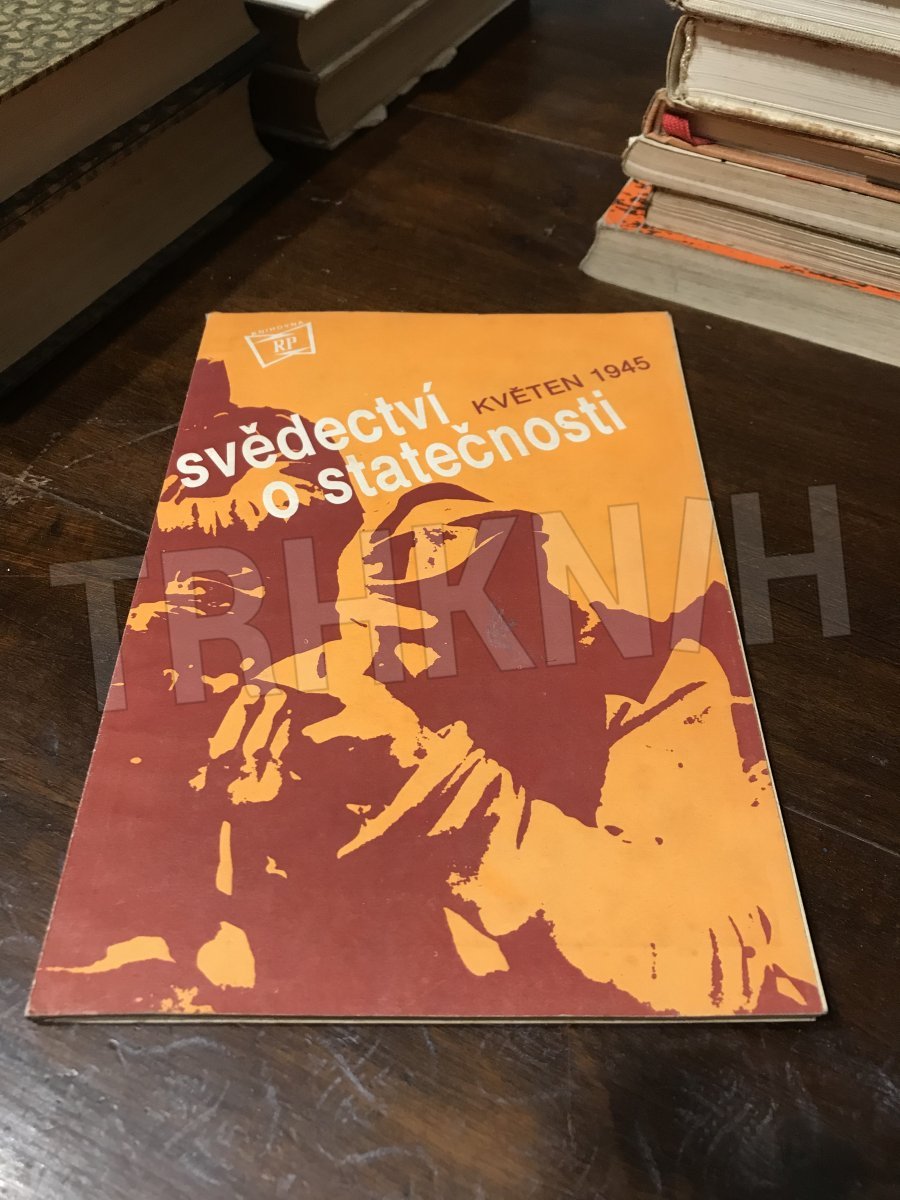 KNIHOVNA
RP
KVĚTEN 1945
svědectví
o statečnosti
TRHKNIH